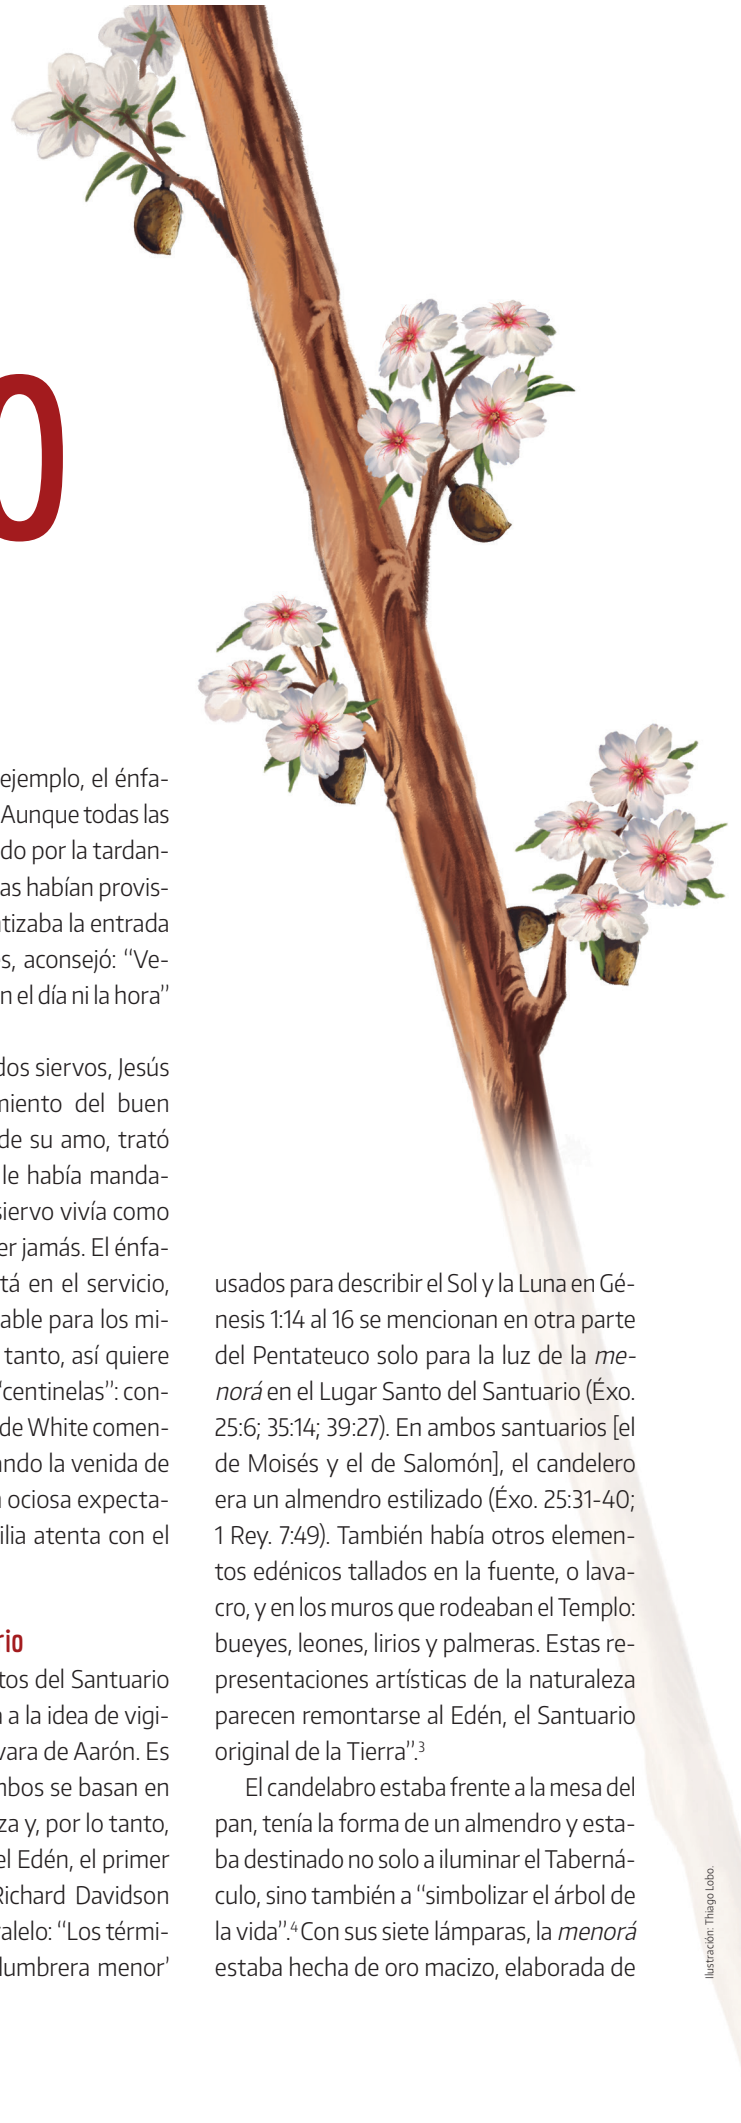 O
ejemplo, el énfa-
Aunque todas las
do por la tardan-
as habían provis-
tizaba la entrada
s, aconsejó: “Ve-
n el día ni la hora”
dos siervos, Jesús
miento del buen
de su amo, trató
le había manda-
siervo vivía como
er jamás. El énfa-
tá en el servicio,
able para los mi-
tanto, así quiere
“centinelas”: con-
de White comen-
ando la venida de
ociosa expecta-
ilia atenta con el
rio
tos del Santuario
a la idea de vigi-
vara de Aarón. Es
mbos se basan en
za y, por lo tanto,
el Edén, el primer
Richard Davidson
ralelo: “Los térmi-
lumbrera menor’
usados para describir el Sol y la Luna en Gé-
nesis 1:14 al 16 se mencionan en otra parte
del Pentateuco solo para la luz de la me-
norá en el Lugar Santo del Santuario (Éxo.
25:6; 35:14; 39:27). En ambos santuarios [el
de Moisés y el de Salomón], el candelero
era un almendro estilizado (Éxo. 25:31-40;
1 Rey. 7:49). También había otros elemen-
tos edénicos tallados en la fuente, o lava-
cro, y en los muros que rodeaban el Templo:
bueyes, leones, lirios y palmeras. Estas re-
presentaciones artísticas de la naturaleza
parecen remontarse al Edén, el Santuario
original de la Tierra”.³
El candelabro estaba frente a la mesa del
pan, tenía la forma de un almendro y esta-
ba destinado no solo a iluminar el Taberná-
culo, sino también a “simbolizar el árbol de
la vida”.⁴ Con sus siete lámparas, la menorá
estaba hecha de oro macizo, elaborada de
Ilustración: Thiago Lobo.